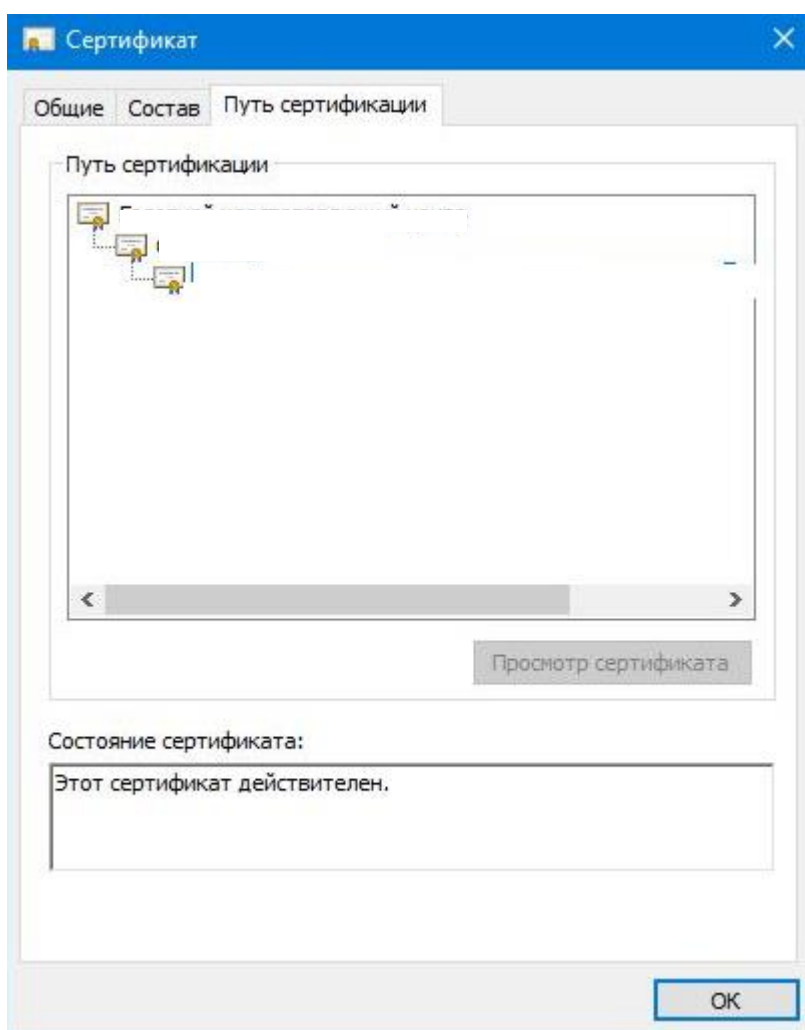 Сертификат
Общие Состав Путь сертификации
Путь сертификации
Просмотр сертификата
Состояние сертификата:
Этот сертификат действителен.
OK